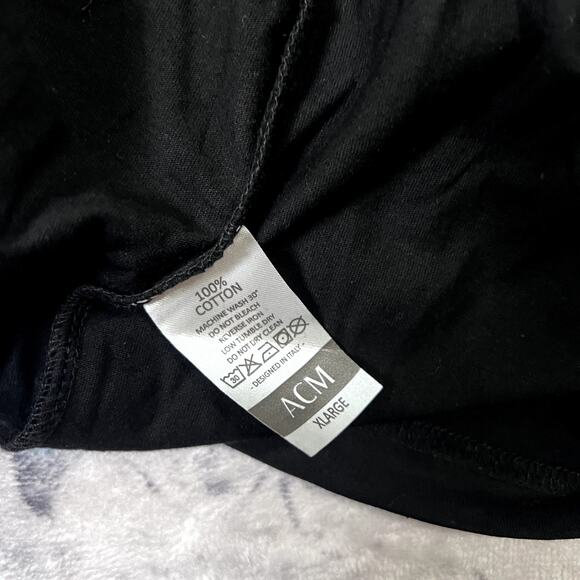 100%
COTTON
MACHINE WASH 30°
DO NOT BLEACH
REVERSE IRON
LOW TUMBLE DRY
DO NOT DRY CLEAN
30
- DESIGNED IN ITALY -
ACM
XLARGE